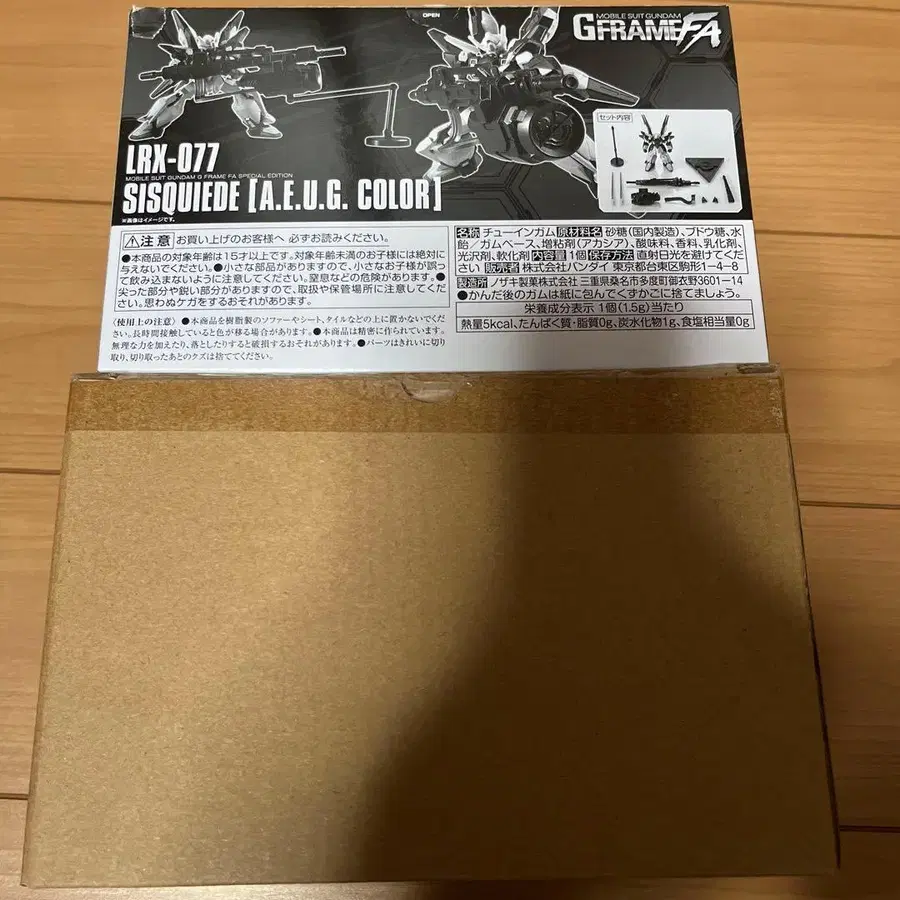 OPEN
MOBILE SUIT GUNDAM
GFRAMEFA
セット内容
LRX-077
MOBILE SUIT GUNDAM G FRAME FA SPECIAL EDITION
SISQUIEDE [A.E.U.G. COLOR]
※画像はイメージです。
⚠注意 お買い上げのお客様へ 必ずお読みください。
●本商品の対象年齢は15才以上です。対象年齢未満のお子様には絶対に
与えないでください。●小さな部品がありますので、小さなお子様が誤っ
て飲み込まないように注意してください。窒息などの危険があります。●
尖った部分や鋭い部分がありますので、取扱や保管場所に注意してくだ
さい。思わぬケガをするおそれがあります。
〈使用上の注意〉●本商品を樹脂製のソファーやシート、タイルなどの上に置かないでくだ
さい。長時間接触していると色が移る場合があります。●本商品は精密に作られています。
無理な力を加えたり、落としたりすると破損するおそれがあります。●パーツはきれいに切り
取り、切り取ったあとのクズは捨ててください。
名称 チューインガム 原材料名 砂糖(国内製造)、ブドウ糖、水
飴/ガムベース、増粘剤(アカシア)、酸味料、香料、乳化剤、
光沢剤、軟化剤 内容量 1個 保存方法 直射日光を避けてくださ
い 販売者 株式会社バンダイ 東京都台東区駒形1-4-8
製造所 ノザキ製菓株式会社 三重県桑名市多度町御衣野3601-14
●かんだ後のガムは紙に包んでくずかごに捨てましょう。
栄養成分表示 1個(1.5g)当たり
熱量5kcal、たんぱく質・脂質0g、炭水化物1g、食塩相当量0g